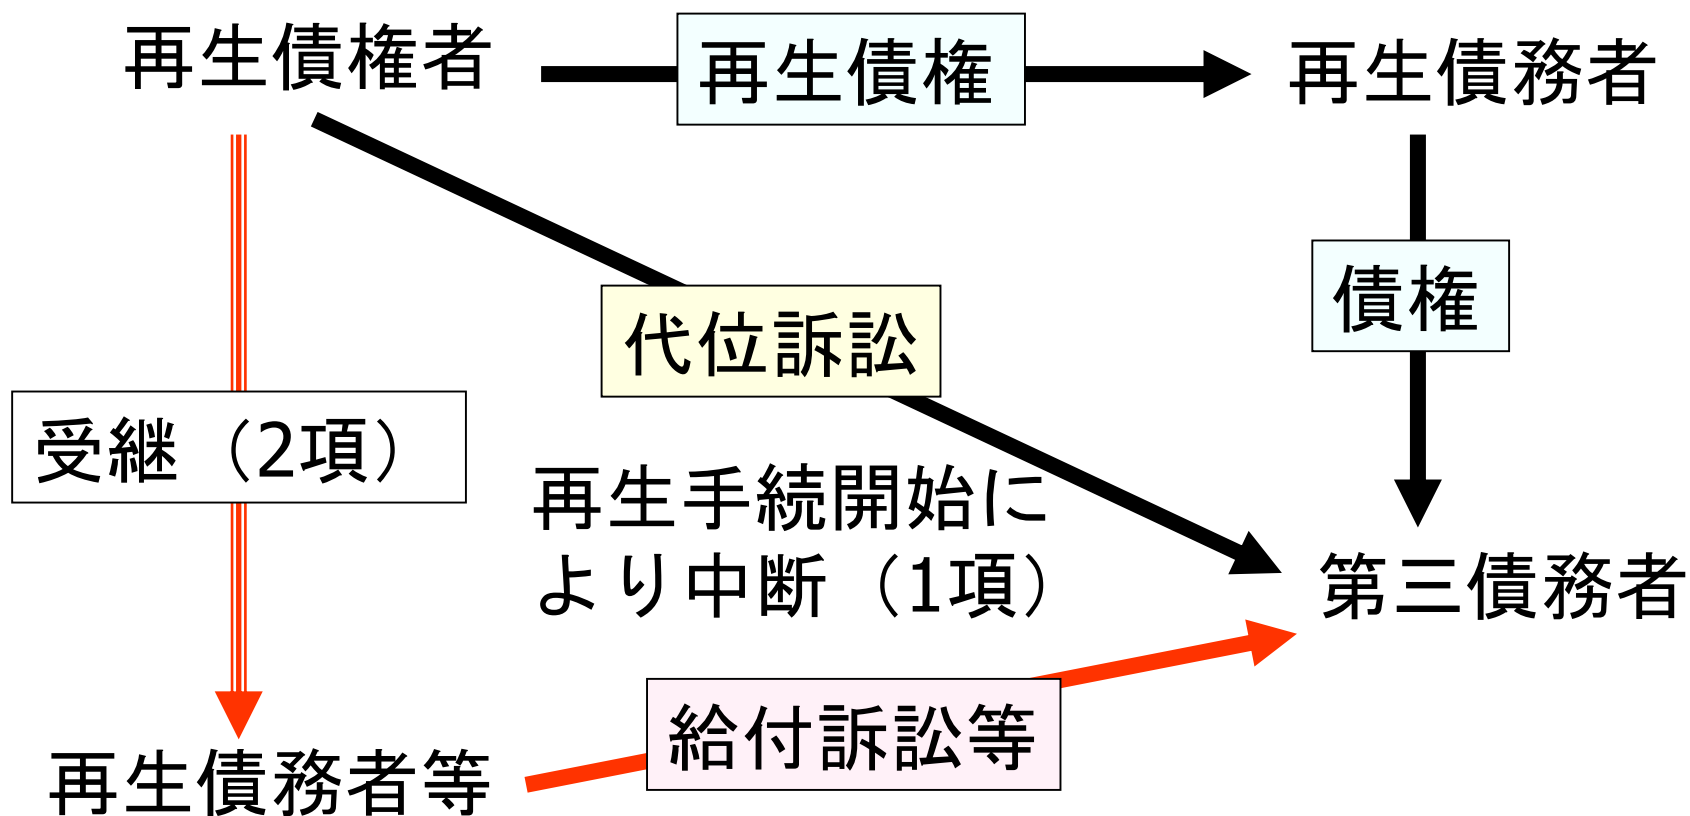 再生債権者
再生債権
再生債務者
債権
代位訴訟
受継（2項）
再生手続開始に
より中断（1項）
第三債務者
給付訴訟等
再生債務者等